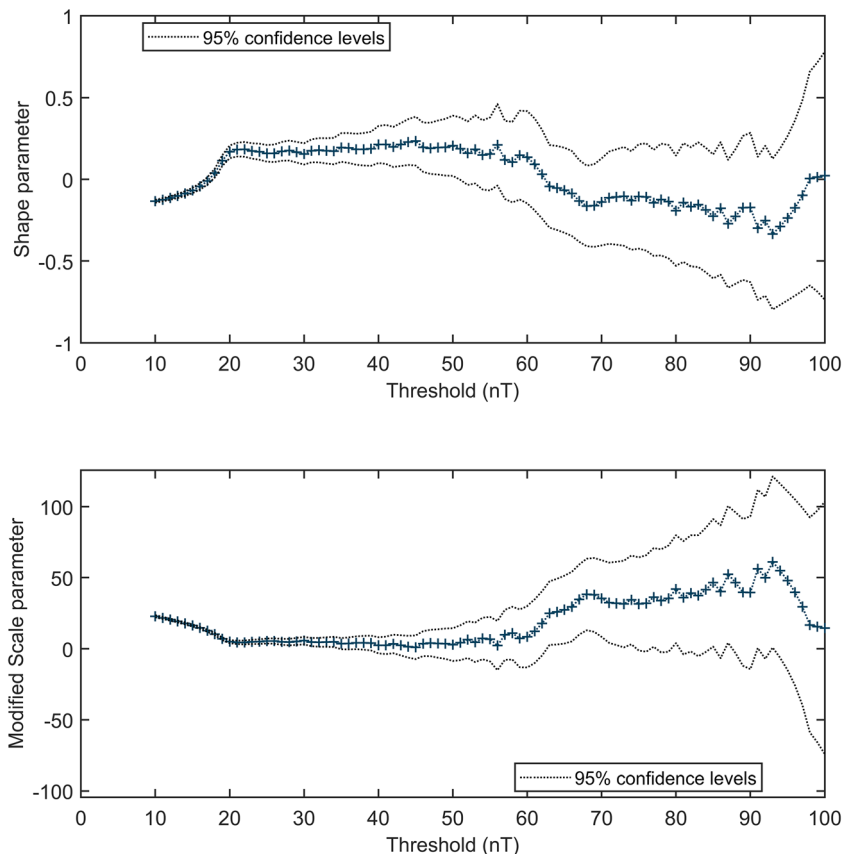 1
95% confidence levels
0.5
Shape parameter
0
-0.5
-1
0 10 20 30 40 50 60 70 80 90 100
Threshold (nT)
100
50
Modified Scale parameter
0
-50
95% confidence levels
-100
0 10 20 30 40 50 60 70 80 90 100
Threshold (nT)